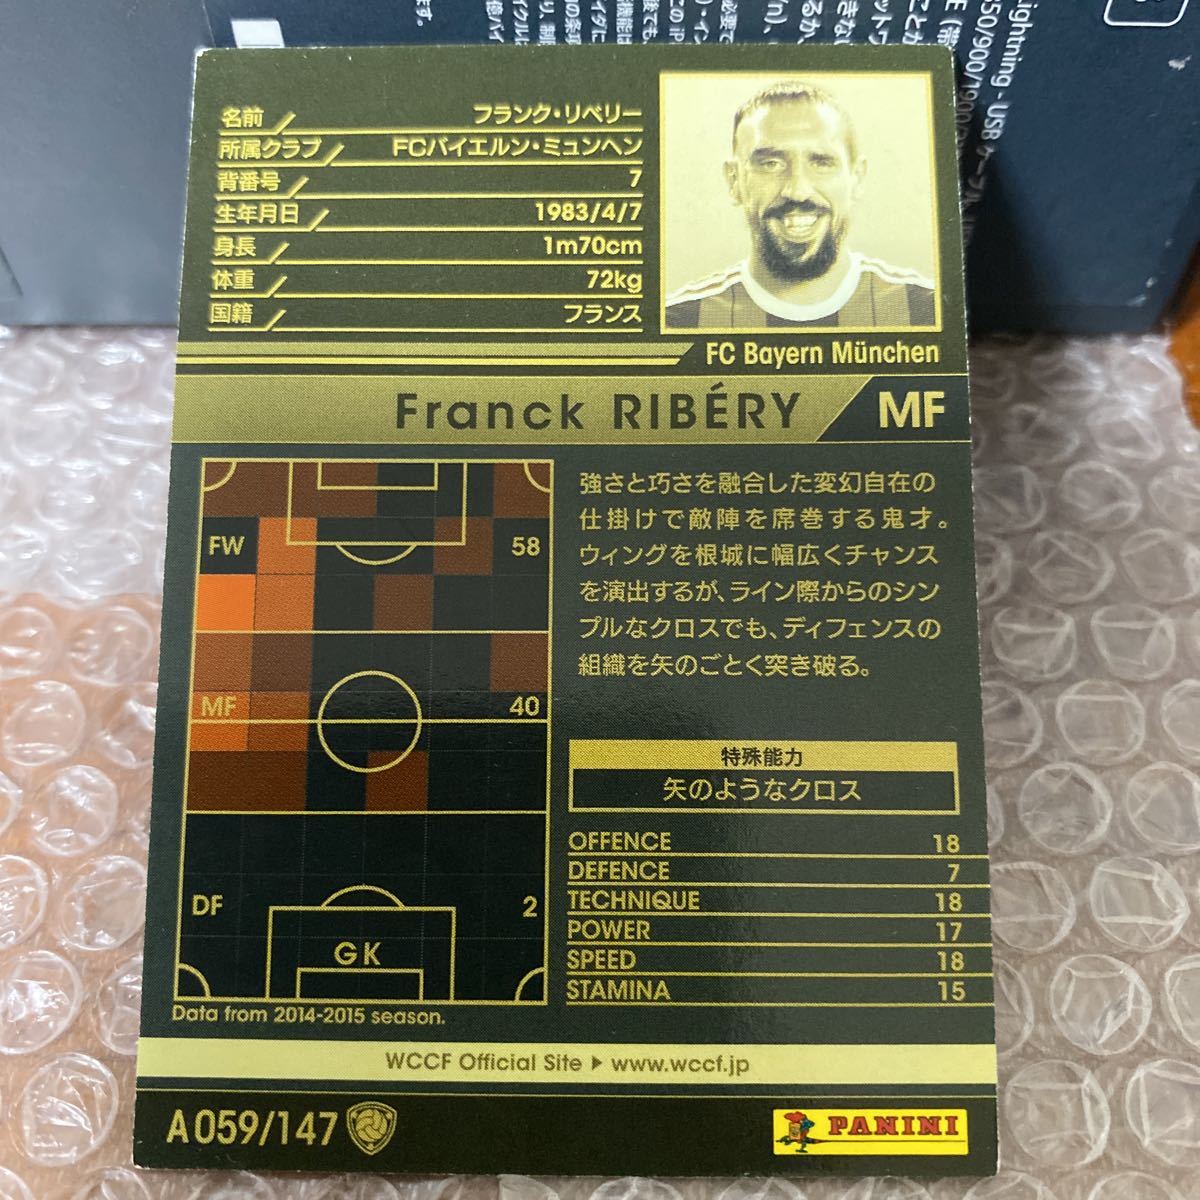 名前 フランク・リベリー
所属クラブ FCバイエルン・ミュンヘン
背番号 7
生年月日 1983/4/7
身長 1m70cm
体重 72kg
国籍 フランス
FC Bayern München
Franck RIBÉRY MF
FW 58
MF 40
DF 2
GK
Data from 2014-2015 season.
強さと巧さを融合した変幻自在の
仕掛けで敵陣を席巻する鬼才。
ウィングを根城に幅広くチャンス
を演出するが、ライン際からのシン
プルなクロスでも、ディフェンスの
組織を矢のごとく突き破る。
特殊能力
矢のようなクロス
OFFENCE 18
DEFENCE 7
TECHNIQUE 18
POWER 17
SPEED 18
STAMINA 15
WCCF Official Site ▶ www.wccf.jp
A059/147
PANINI